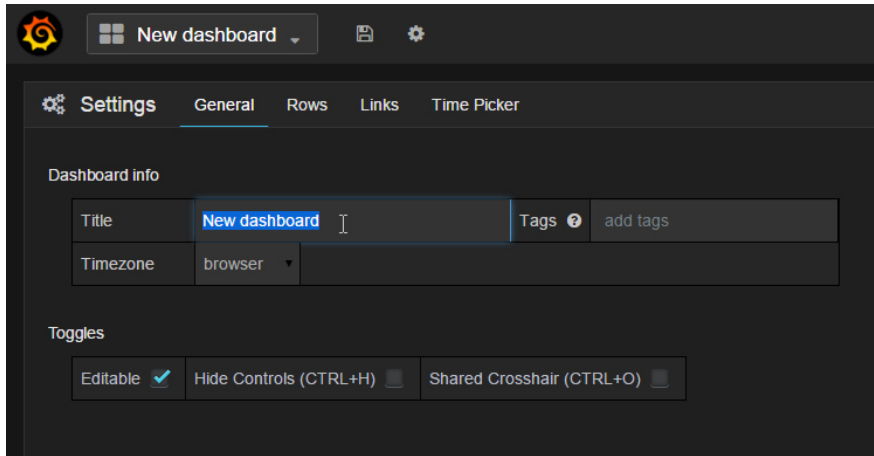 New dashboard
Settings General Rows Links Time Picker
Dashboard info
Title New dashboard Tags ? add tags
Timezone browser
Toggles
Editable Hide Controls (CTRL+H) Shared Crosshair (CTRL+O)